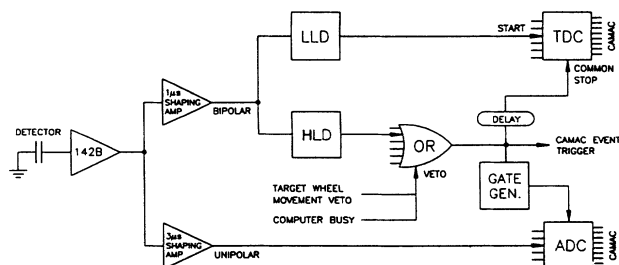 LLD
START
TDC
CAMAC
COMMON
STOP
1μs
SHAPING
AMP
BIPOLAR
HLD
OR
DELAY
CAMAC EVENT
TRIGGER
DETECTOR
142B
VETO
GATE
GEN.
TARGET WHEEL
MOVEMENT VETO
COMPUTER BUSY
3μs
SHAPING
AMP
UNIPOLAR
ADC
CAMAC